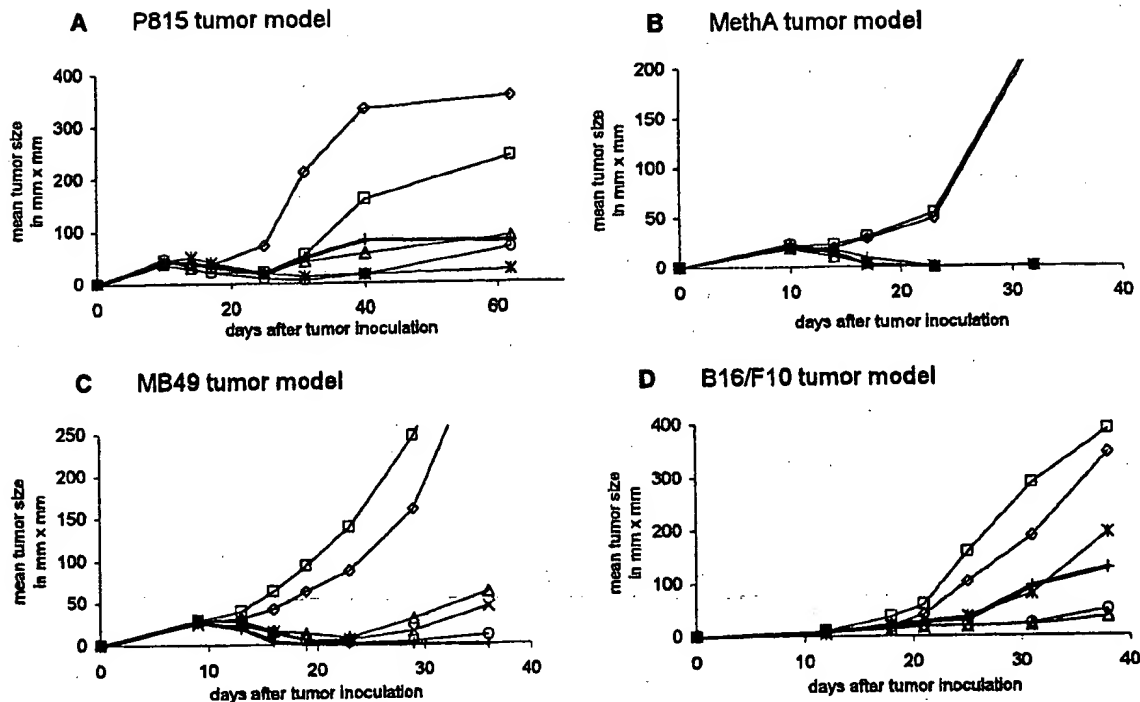 A P815 tumor model
400
300
200
100
0
mean tumor size
in mm x mm
0 20 40 60
days after tumor inoculation
B MethA tumor model
200
150
100
50
0
mean tumor size
in mm x mm
0 10 20 30 40
days after tumor inoculation
C MB49 tumor model
250
200
150
100
50
0
mean tumor size
in mm x mm
0 10 20 30 40
days after tumor inoculation
D B16/F10 tumor model
400
300
200
100
0
mean tumor size
in mm x mm
0 10 20 30 40
days after tumor inoculation